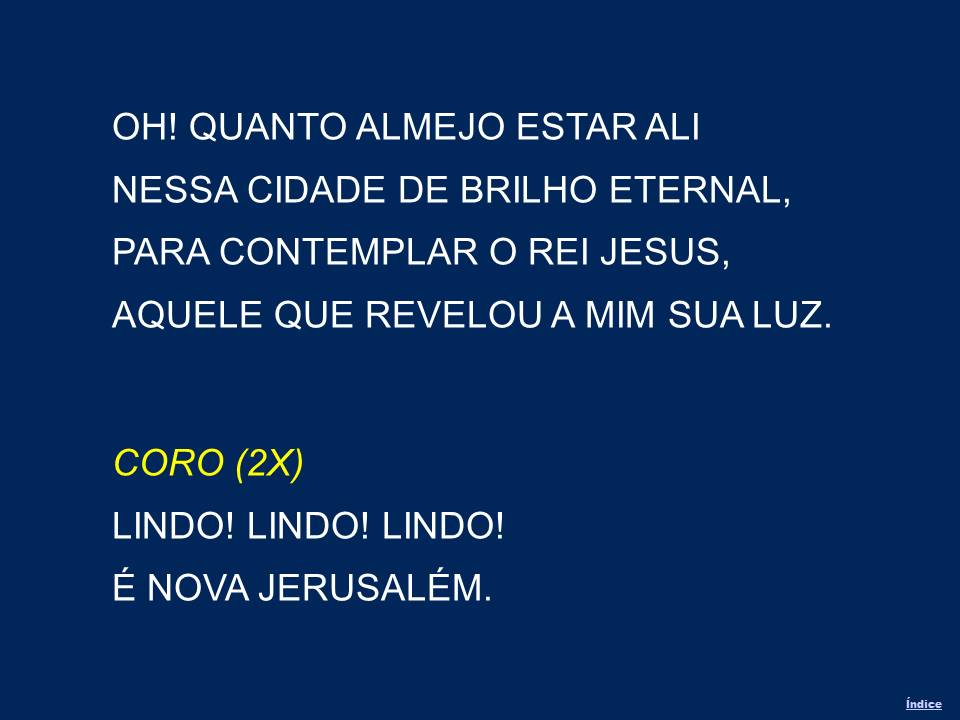 OH! QUANTO ALMEJO ESTAR ALI
NESSA CIDADE DE BRILHO ETERNAL,
PARA CONTEMPLAR O REI JESUS,
AQUELE QUE REVELOU A MIM SUA LUZ.
CORO (2X)
LINDO! LINDO! LINDO!
É NOVA JERUSALÉM.
Índice